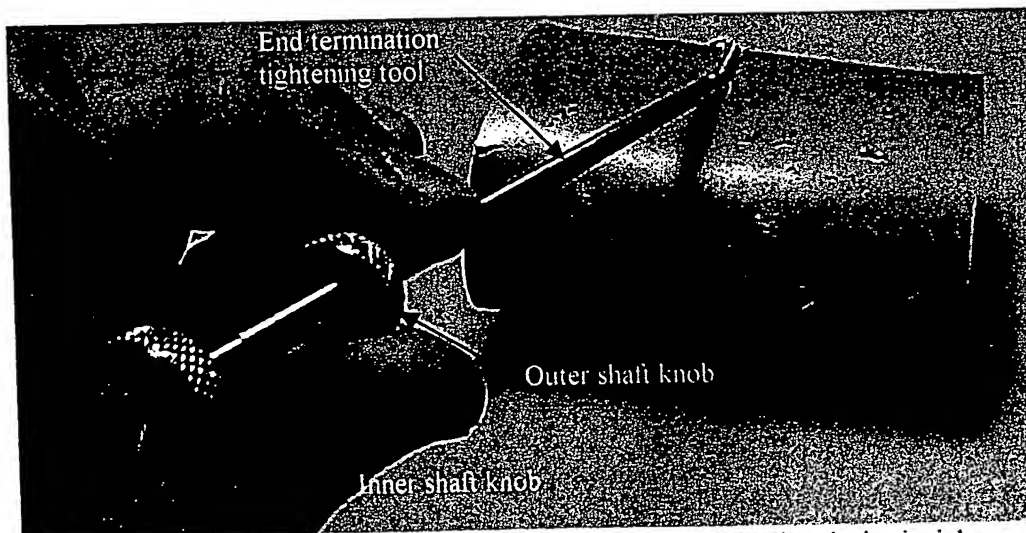 End termination
tightening tool
Outer shaft knob
Inner shaft knob